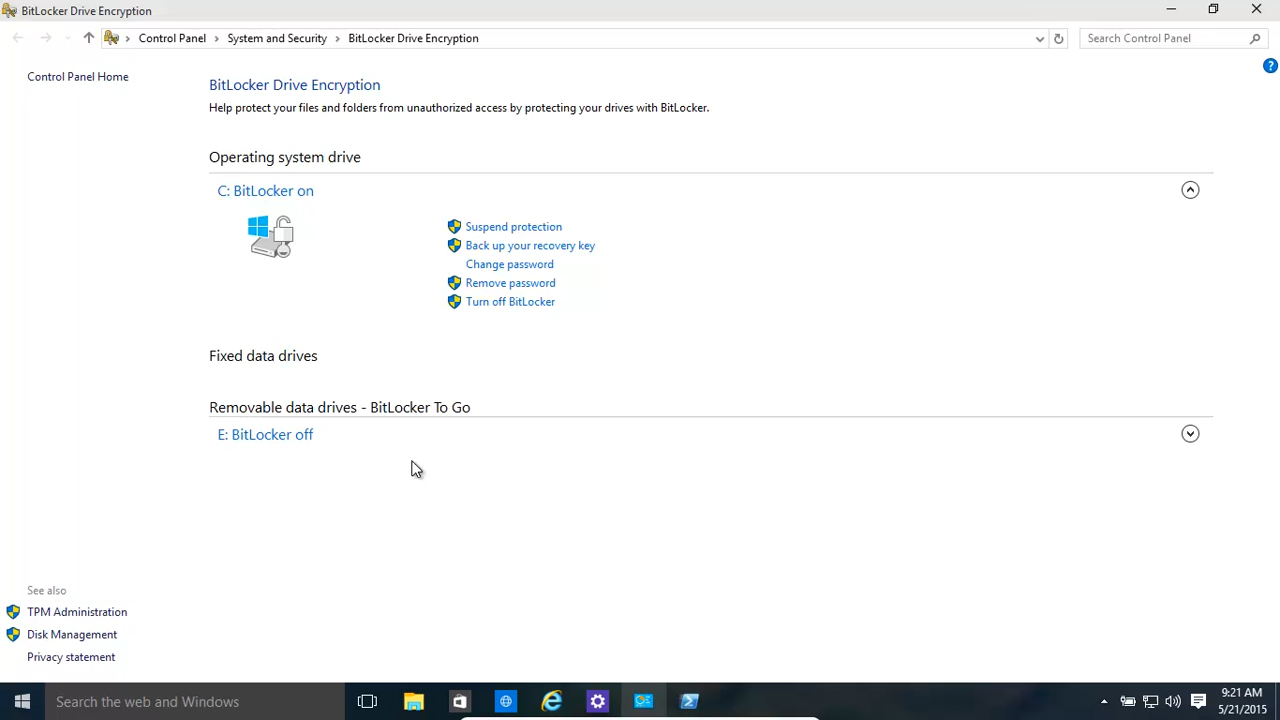 BitLocker Drive Encryption
Control Panel > System and Security > BitLocker Drive Encryption
Search Control Panel
Control Panel Home
BitLocker Drive Encryption
Help protect your files and folders from unauthorized access by protecting your drives with BitLocker.
Operating system drive
C: BitLocker on
Suspend protection
Back up your recovery key
Change password
Remove password
Turn off BitLocker
Fixed data drives
Removable data drives - BitLocker To Go
E: BitLocker off
See also
TPM Administration
Disk Management
Privacy statement
Search the web and Windows
9:21 AM
5/21/2015